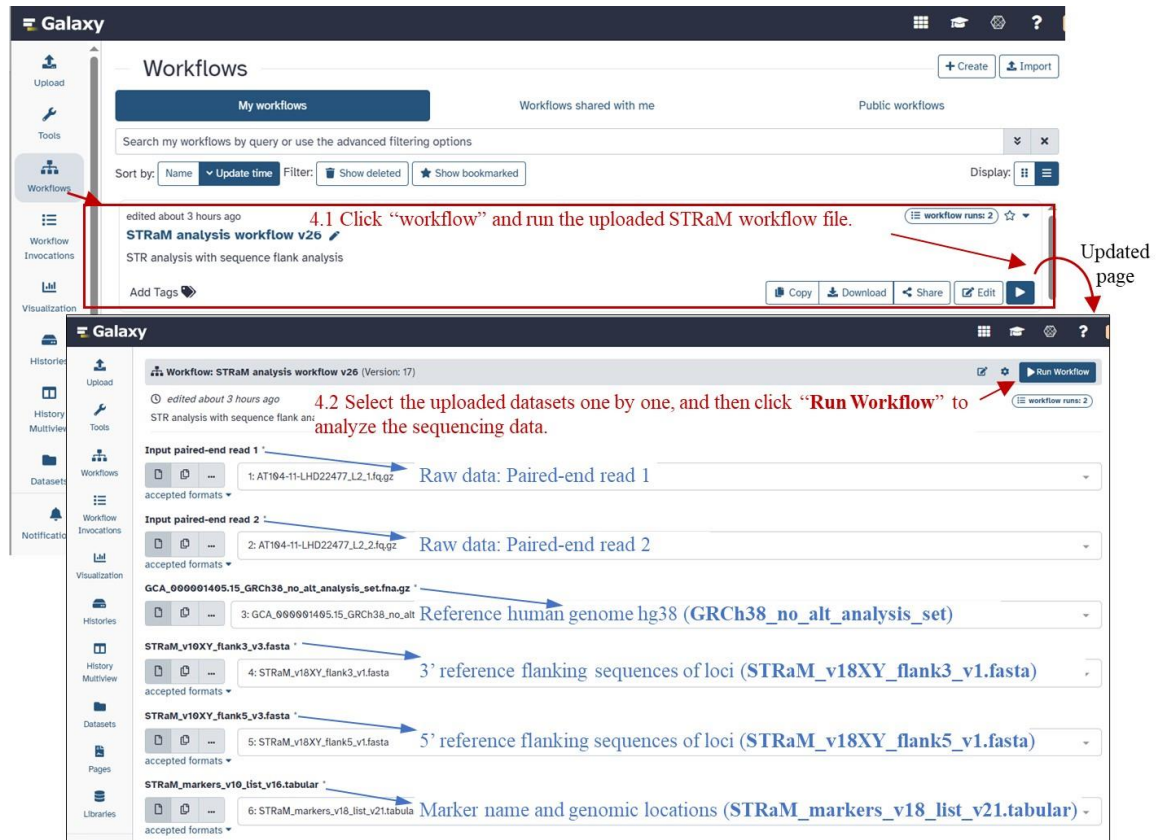 Galaxy
Upload
Tools
Workflows
Workflow
Invocations
Visualization
Histories
History
Multiview
Datasets
Notificatio
Workflows
+ Create
Import
My workflows
Workflows shared with me
Public workflows
Search my workflows by query or use the advanced filtering options
Sort by: Name Update time Filter: Show deleted Show bookmarked
Display:
edited about 3 hours ago
4.1 Click “workflow” and run the uploaded STRaM workflow file.
workflow runs: 2
STRaM analysis workflow v26
STR analysis with sequence flank analysis
Add Tags
Copy Download Share Edit
Updated
page
Galaxy
Upload
Tools
Workflows
Workflow
Invocations
Visualization
Histories
History
Multiview
Datasets
Pages
Libraries
Workflow: STRaM analysis workflow v26 (Version: 17)
Run Workflow
edited about 3 hours ago
workflow runs: 2
STR analysis with sequence flank ana
4.2 Select the uploaded datasets one by one, and then click “Run Workflow” to
analyze the sequencing data.
Input paired-end read 1 *
1: AT104-11-LHD22477_L2_1.fq.gz Raw data: Paired-end read 1
accepted formats
Input paired-end read 2 *
2: AT104-11-LHD22477_L2_2.fq.gz Raw data: Paired-end read 2
accepted formats
GCA_000001405.15_GRCh38_no_alt_analysis_set.fna.gz *
3: GCA_000001405.15_GRCh38_no_alt Reference human genome hg38 (GRCh38_no_alt_analysis_set)
STRaM_v10XY_flank3_v3.fasta *
4: STRaM_v18XY_flank3_v1.fasta 3’ reference flanking sequences of loci (STRaM_v18XY_flank3_v1.fasta)
accepted formats
STRaM_v10XY_flank5_v3.fasta *
5: STRaM_v18XY_flank5_v1.fasta 5’ reference flanking sequences of loci (STRaM_v18XY_flank5_v1.fasta)
accepted formats
STRaM_markers_v10_list_v16.tabular *
6: STRaM_markers_v18_list_v21.tabula Marker name and genomic locations (STRaM_markers_v18_list_v21.tabular)
accepted formats